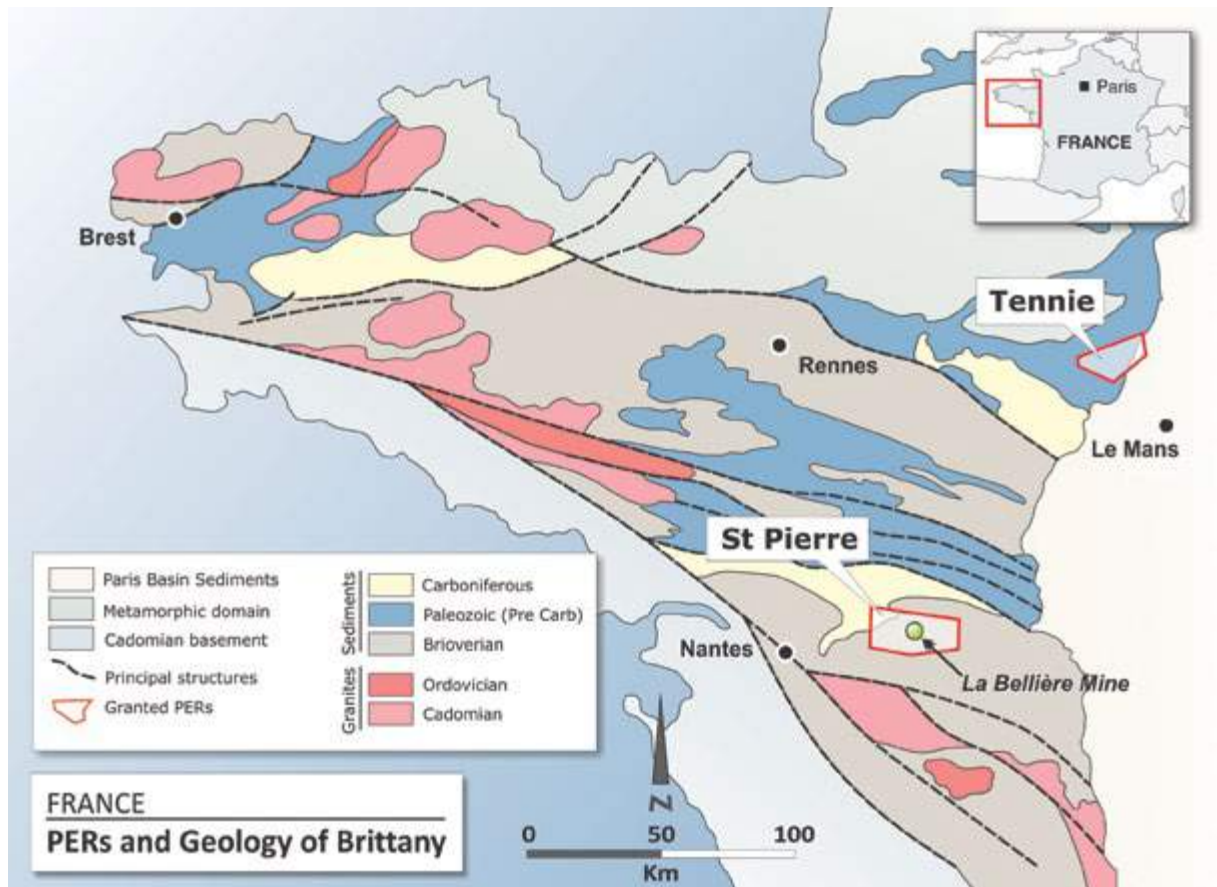 Paris
FRANCE
Brest
Tennie
Rennes
Le Mans
St Pierre
Nantes
La Bellière Mine
Paris Basin Sediments
Metamorphic domain
Cadomian basement
Principal structures
Granted PERs
Sediments
Carboniferous
Paleozoic (Pre Carb)
Brioverian
Granites
Ordovician
Cadomian
FRANCE
PERs and Geology of Brittany
N
0 50 100
Km